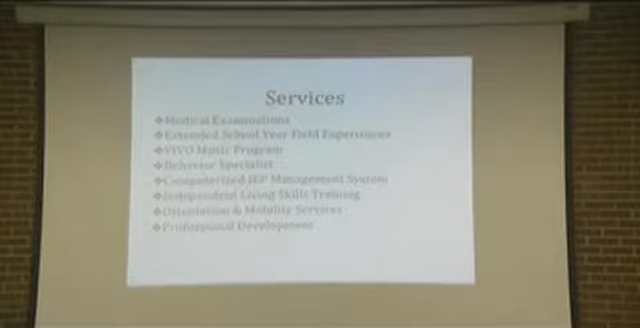 Services
❖Medical Examinations
❖Extended School Year Field Experiences
❖VIVO Music Program
❖Behavior Specialist
❖Computerized IEP Management System
❖Independent Living Skills Training
❖Orientation & Mobility Services
❖Professional Development